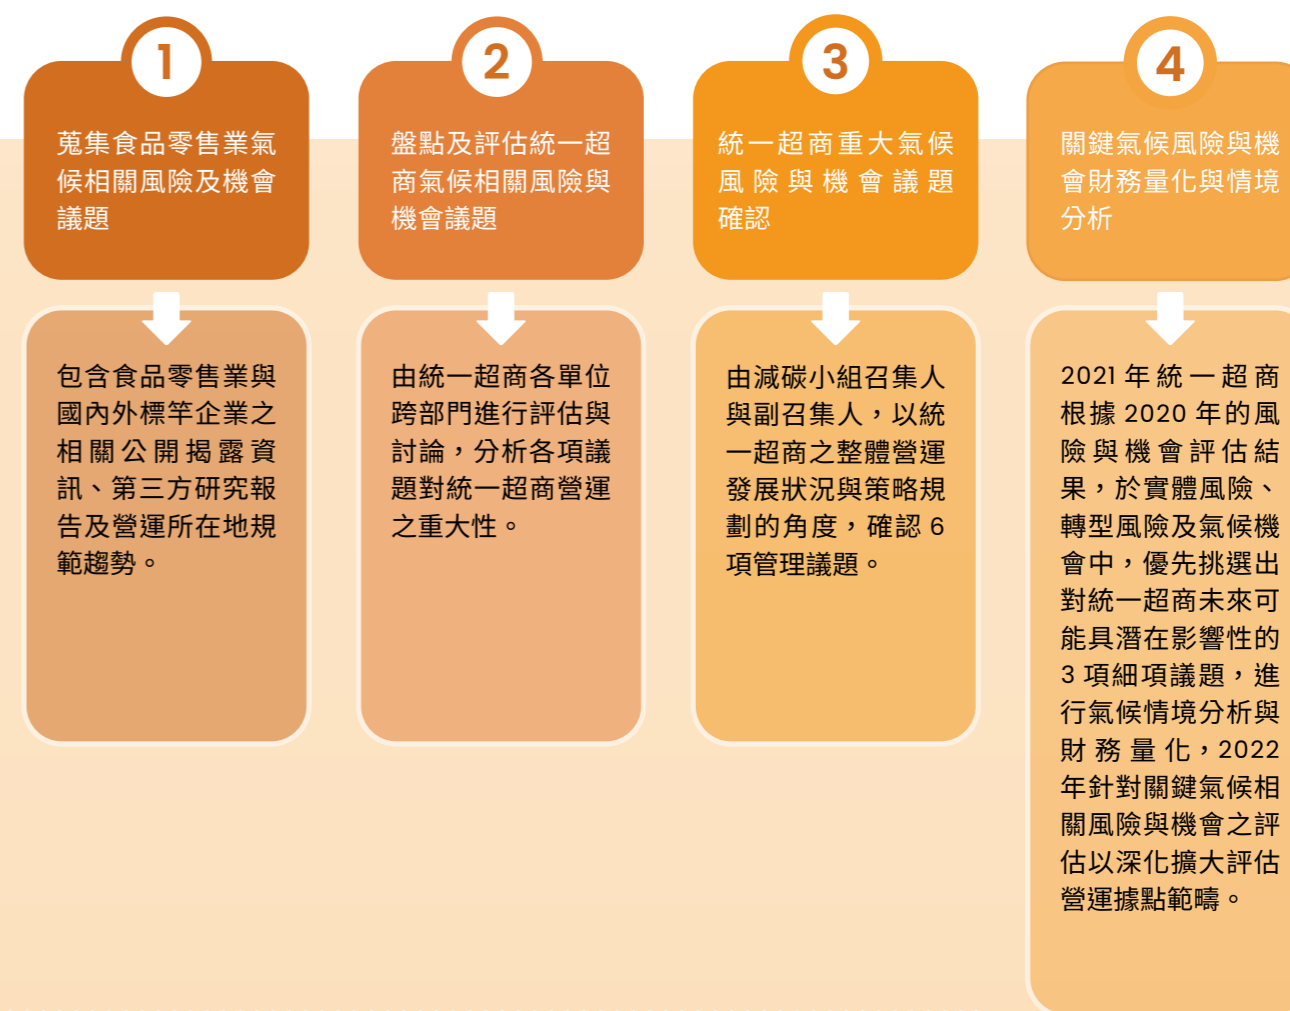 1
蒐集食品零售業氣
候相關風險及機會
議題
包含食品零售業與
國內外標竿企業之
相關公開揭露資
訊、第三方研究報
告及營運所在地規
範趨勢。
2
盤點及評估統一超
商氣候相關風險與
機會議題
由統一超商各單位
跨部門進行評估與
討論，分析各項議
題對統一超商營運
之重大性。
3
統一超商重大氣候
風險與機會議題
確認
由減碳小組召集人
與副召集人，以統
一超商之整體營運
發展狀況與策略規
劃的角度，確認 6
項管理議題。
4
關鍵氣候風險與機
會財務量化與情境
分析
2021 年統一超商
根據 2020 年的風
險與機會評估結
果，於實體風險、
轉型風險及氣候機
會中，優先挑選出
對統一超商未來可
能具潛在影響性的
3 項細項議題，進
行氣候情境分析與
財務量化，2022
年針對關鍵氣候相
關風險與機會之評
估以深化擴大評估
營運據點範疇。